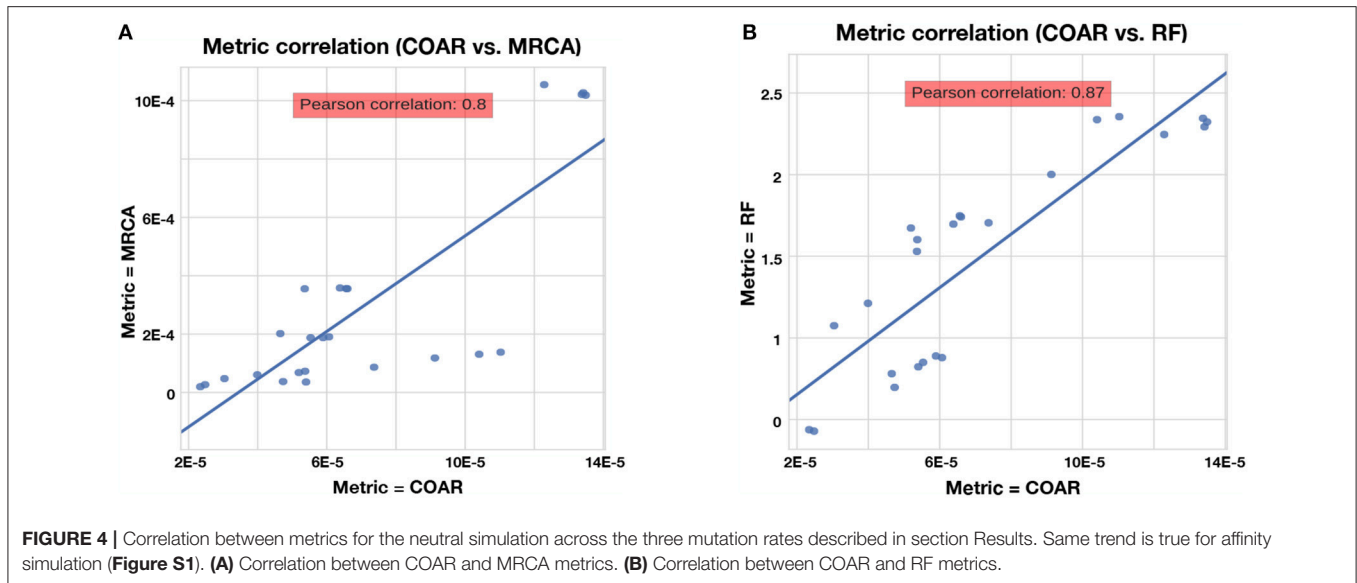 A
Metric correlation (COAR vs. MRCA)
Pearson correlation: 0.8
10E-4
6E-4
2E-4
0
Metric = MRCA
2E-5 6E-5 10E-5 14E-5
Metric = COAR
B
Metric correlation (COAR vs. RF)
Pearson correlation: 0.87
2.5
2
1.5
1
0
Metric = RF
2E-5 6E-5 10E-5 14E-5
Metric = COAR
FIGURE 4 | Correlation between metrics for the neutral simulation across the three mutation rates described in section Results. Same trend is true for affinity
simulation (Figure S1). (A) Correlation between COAR and MRCA metrics. (B) Correlation between COAR and RF metrics.